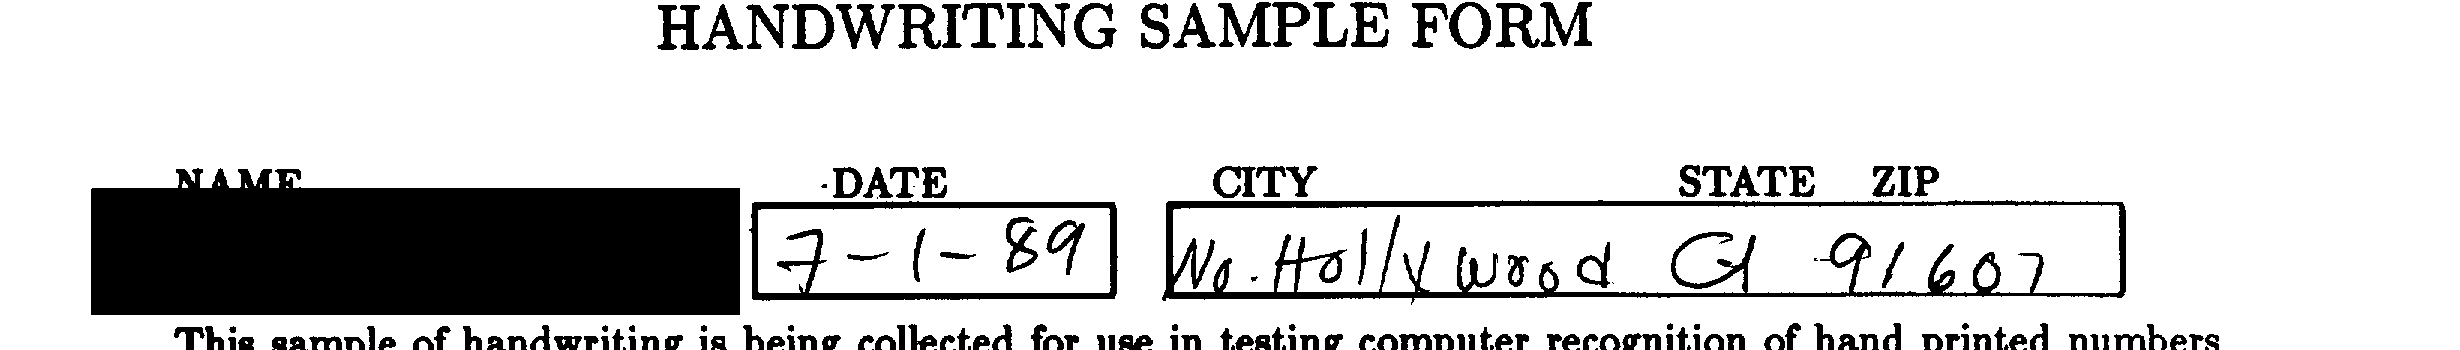 HANDWRITING SAMPLE FORM
NAME DATE CITY STATE ZIP
7-1-89 No. Hollywood CA 91607
This sample of handwriting is being collected for use in testing computer recognition of hand printed numbers